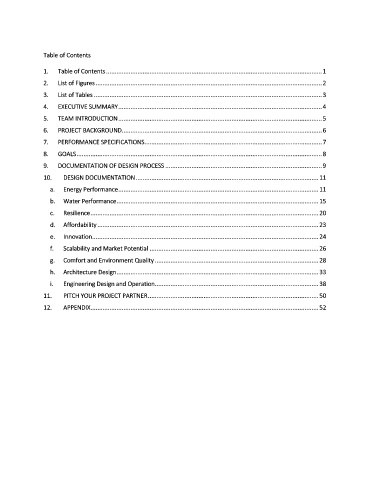 Table of Contents
1. Table of Contents 1
2. List of Figures 2
3. List of Tables 3
4. EXECUTIVE SUMMARY 4
5. TEAM INTRODUCTION 5
6. PROJECT BACKGROUND 6
7. PERFORMANCE SPECIFICATIONS 7
8. GOALS 8
9. DOCUMENTATION OF DESIGN PROCESS 9
10. DESIGN DOCUMENTATION 11
a. Energy Performance 11
b. Water Performance 15
c. Resilience 20
d. Affordability 23
e. Innovation 24
f. Scalability and Market Potential 26
g. Comfort and Environment Quality 28
h. Architecture Design 33
i. Engineering Design and Operation 38
11. PITCH YOUR PROJECT PARTNER 50
12. APPENDIX 52